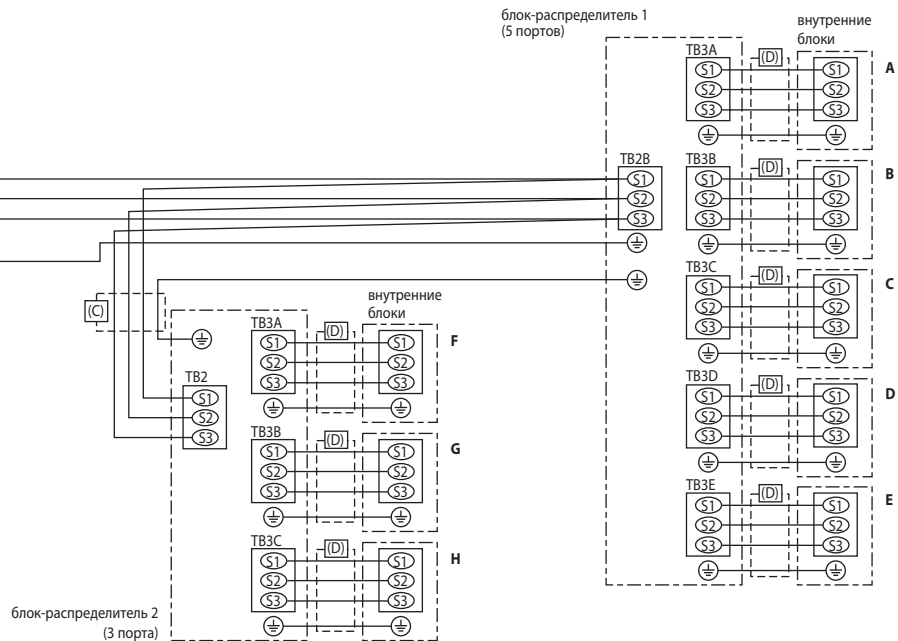 блок-распределитель 1
(5 портов)
внутренние
блоки
TB3A
(D)
A
S1 S1
S2 S2
S3 S3
TB2B
S1
S2
S3
TB3B
(D)
B
S1 S1
S2 S2
S3 S3
TB3C
(D)
C
S1 S1
S2 S2
S3 S3
TB3D
(D)
D
S1 S1
S2 S2
S3 S3
TB3E
(D)
E
S1 S1
S2 S2
S3 S3
(C)
внутренние
блоки
TB3A
(D)
F
S1 S1
S2 S2
S3 S3
TB2
S1
S2
S3
TB3B
(D)
G
S1 S1
S2 S2
S3 S3
TB3C
(D)
H
S1 S1
S2 S2
S3 S3
блок-распределитель 2
(3 порта)